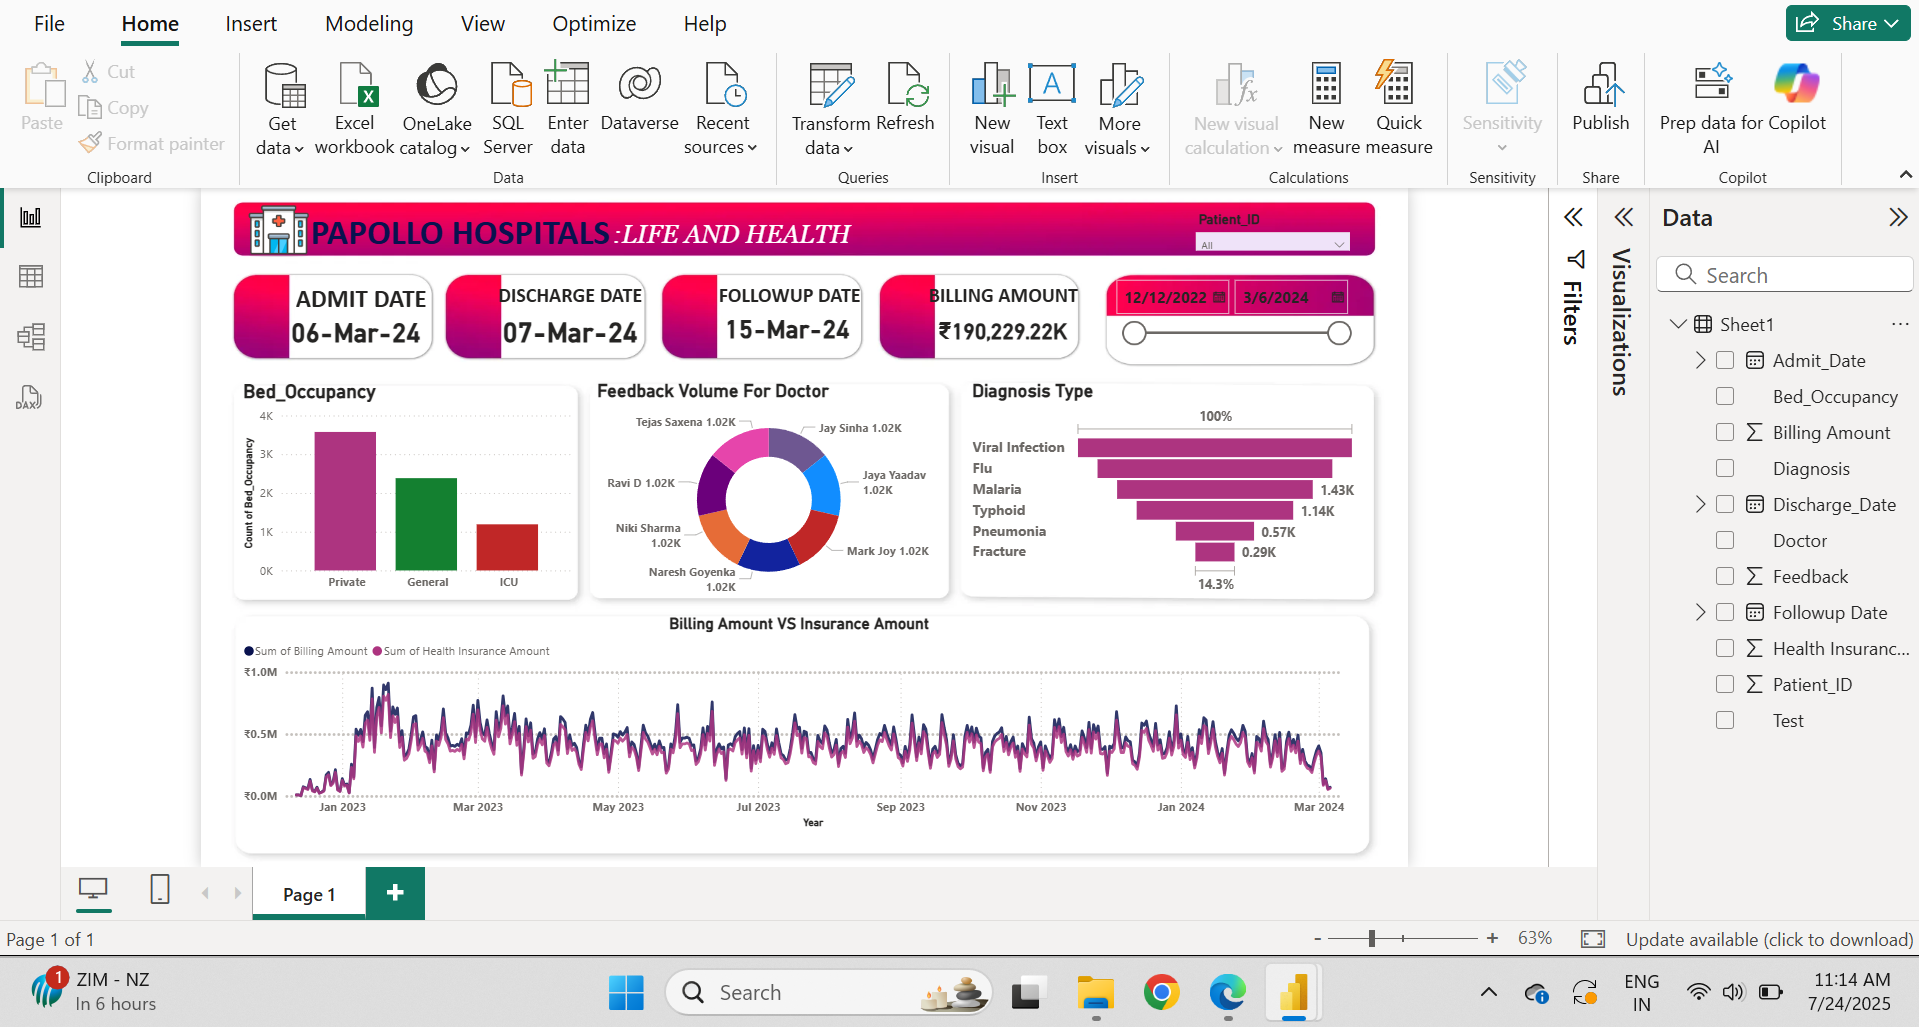 File Home Insert Modeling View Optimize Help Share
Paste
Cut
Copy
Format painter
Clipboard
Get data
Excel workbook
OneLake catalog
SQL Server
Enter data
Dataverse
Recent sources
Data
Transform data
Refresh
Queries
New visual
Text box
More visuals
Insert
New visual calculation
New measure
Quick measure
Calculations
Sensitivity
Sensitivity
Publish
Share
Prep data for AI
Copilot
Copilot
PAPOLLO HOSPITALS :LIFE AND HEALTH
Patient_ID
All
ADMIT DATE
06-Mar-24
DISCHARGE DATE
07-Mar-24
FOLLOWUP DATE
15-Mar-24
BILLING AMOUNT
₹190,229.22K
12/12/2022 3/6/2024
Bed_Occupancy
Count of Bed_Occupancy
4K
3K
2K
1K
0K
Private General ICU
Feedback Volume For Doctor
Tejas Saxena 1.02K
Jay Sinha 1.02K
Ravi D 1.02K
Jaya Yaadav
1.02K
Niki Sharma
1.02K
Mark Joy 1.02K
Naresh Goyenka
1.02K
Diagnosis Type
100%
Viral Infection
Flu
Malaria 1.43K
Typhoid 1.14K
Pneumonia 0.57K
Fracture 0.29K
14.3%
Billing Amount VS Insurance Amount
Sum of Billing Amount Sum of Health Insurance Amount
₹1.0M
₹0.5M
₹0.0M
Jan 2023 Mar 2023 May 2023 Jul 2023 Sep 2023 Nov 2023 Jan 2024 Mar 2024
Year
Filters
Visualizations
Data
Search
Sheet1 ...
Admit_Date
Bed_Occupancy
Billing Amount
Diagnosis
Discharge_Date
Doctor
Feedback
Followup Date
Health Insuranc...
Patient_ID
Test
Page 1 +
Page 1 of 1
- + 63%
Update available (click to download)
1
ZIM - NZ
In 6 hours
Search
ENG
IN
11:14 AM
7/24/2025